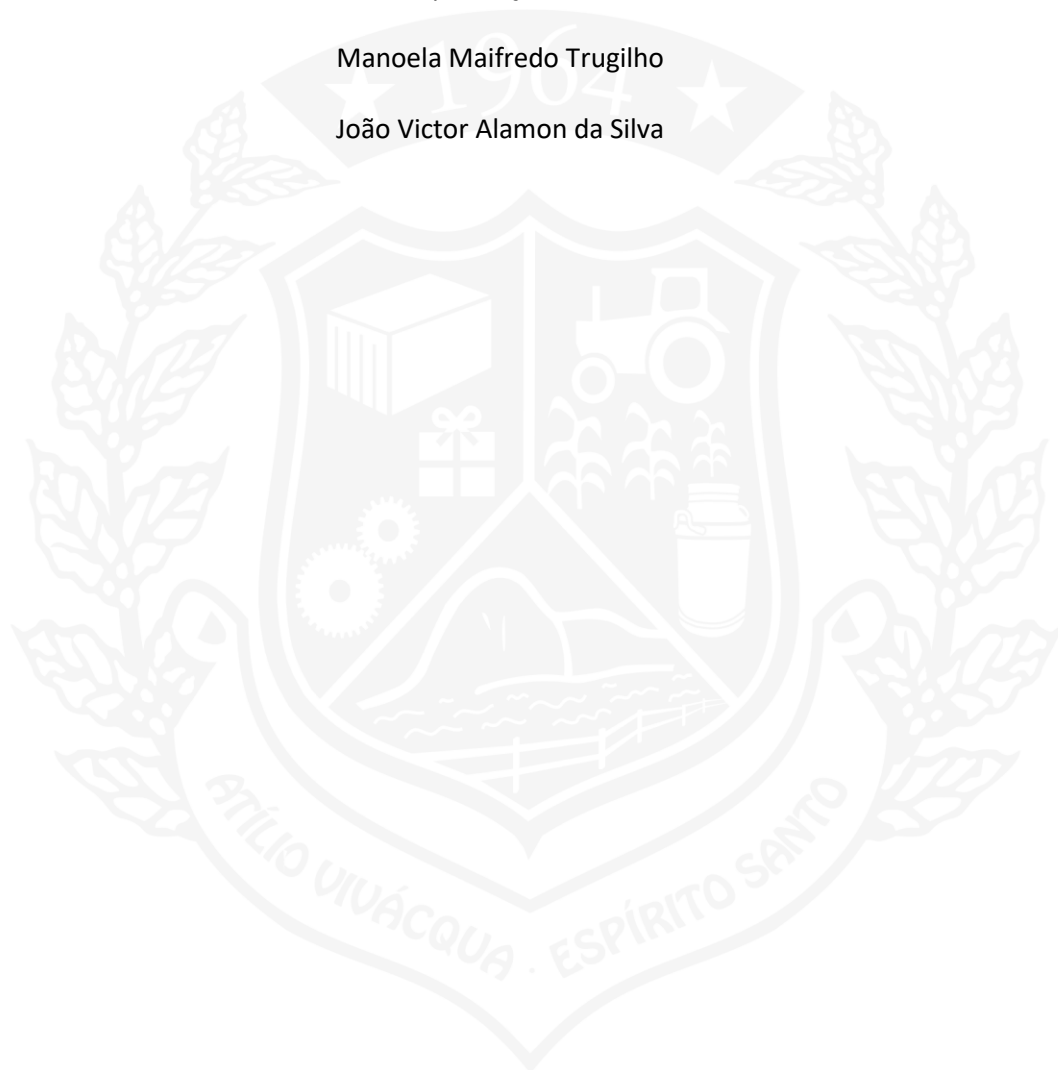 Manoela Maifredo Trugilho
1964
João Victor Alamon da Silva
ATÍLIO VIVÁCQUA . ESPÍRITO SANTO